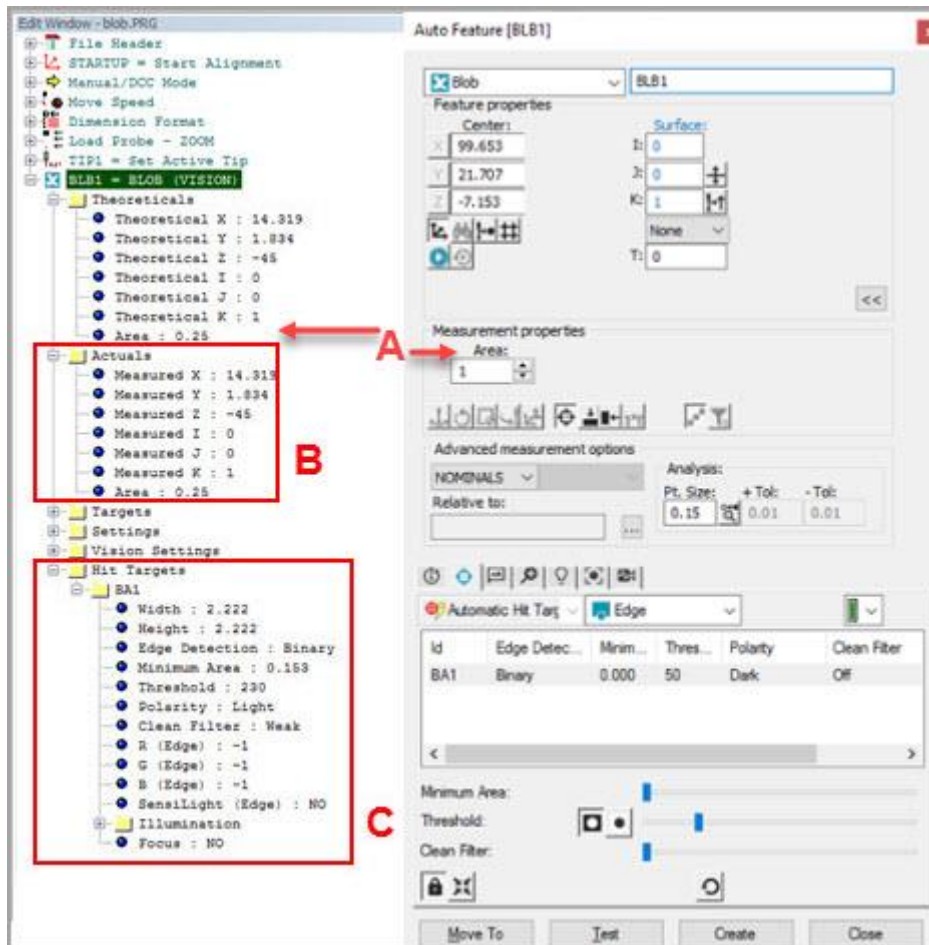 Edit Window - blob.PRG
File Header
STARTUP = Start Alignment
Manual/DCC Mode
Move Speed
Dimension Format
Load Probe - ZOOM
TIP1 = Set Active Tip
BLB1 = BLOB (VISION)
Theoreticals
Theoretical X : 14.319
Theoretical Y : 1.834
Theoretical Z : -45
Theoretical I : 0
Theoretical J : 0
Theoretical K : 1
Area : 0.25
Actuals
Measured X : 14.319
Measured Y : 1.834
Measured Z : -45
Measured I : 0
Measured J : 0
Measured K : 1
Area : 0.25
B
Targets
Settings
Vision Settings
Hit Targets
BA1
Width : 2.222
Height : 2.222
Edge Detection : Binary
Minimum Area : 0.153
Threshold : 230
Polarity : Light
Clean Filter : Weak
R (Edge) : -1
G (Edge) : -1
B (Edge) : -1
SensiLight (Edge) : NO
Illumination
Focus : NO
C
A
Auto Feature [BLB1]
Blob BLB1
Feature properties
Center: Surface:
X 99.653 I: 0
Y 21.707 J: 0
Z -7.153 K: 1
None
T: 0
<<
Measurement properties
Area:
1
Advanced measurement options
NOMINALS Analysis:
Relative to: Pt. Size: + Tol: - Tol:
0.15 0.01 0.01
...
Automatic Hit Targ Edge
Id Edge Detec... Minim... Thres... Polarity Clean Filter
BA1 Binary 0.000 50 Dark Off
Minimum Area:
Threshold:
Clean Filter:
Move To Test Create Close